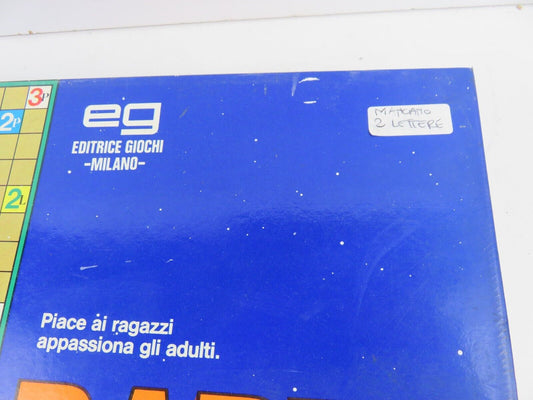 3P
2P
2L
eg
EDITRICE GIOCHI
-MILANO-
MANCANO
2 LETTERE
Piace ai ragazzi
appassiona gli adulti.